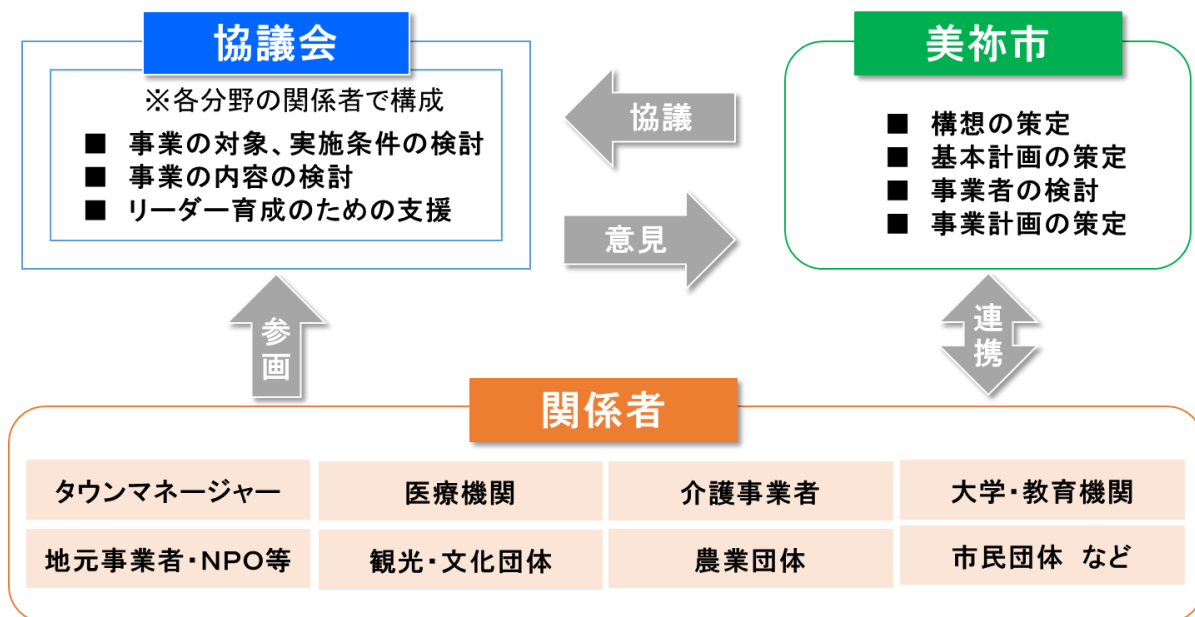 協議会
※各分野の関係者で構成
■ 事業の対象、実施条件の検討
■ 事業の内容の検討
■ リーダー育成のための支援
協議
意見
美祢市
■ 構想の策定
■ 基本計画の策定
■ 事業者の検討
■ 事業計画の策定
参画
連携
関係者
タウンマネージャー
医療機関
介護事業者
大学・教育機関
地元事業者・NPO等
観光・文化団体
農業団体
市民団体 など